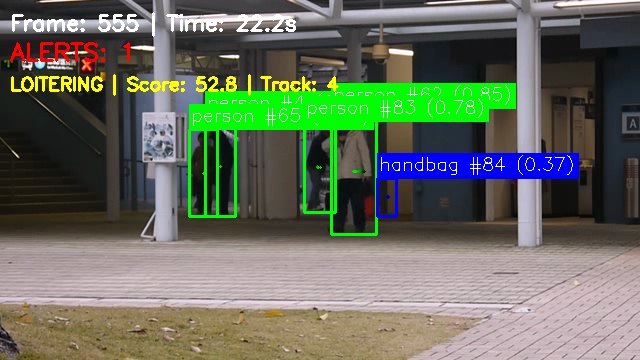 Frame: 555 | Time: 22.2s
ALERTS: 1
LOITERING | Score: 52.8 | Track: 4
person #62 (0.85)
person #4
person #65
person #83 (0.78)
handbag #84 (0.37)